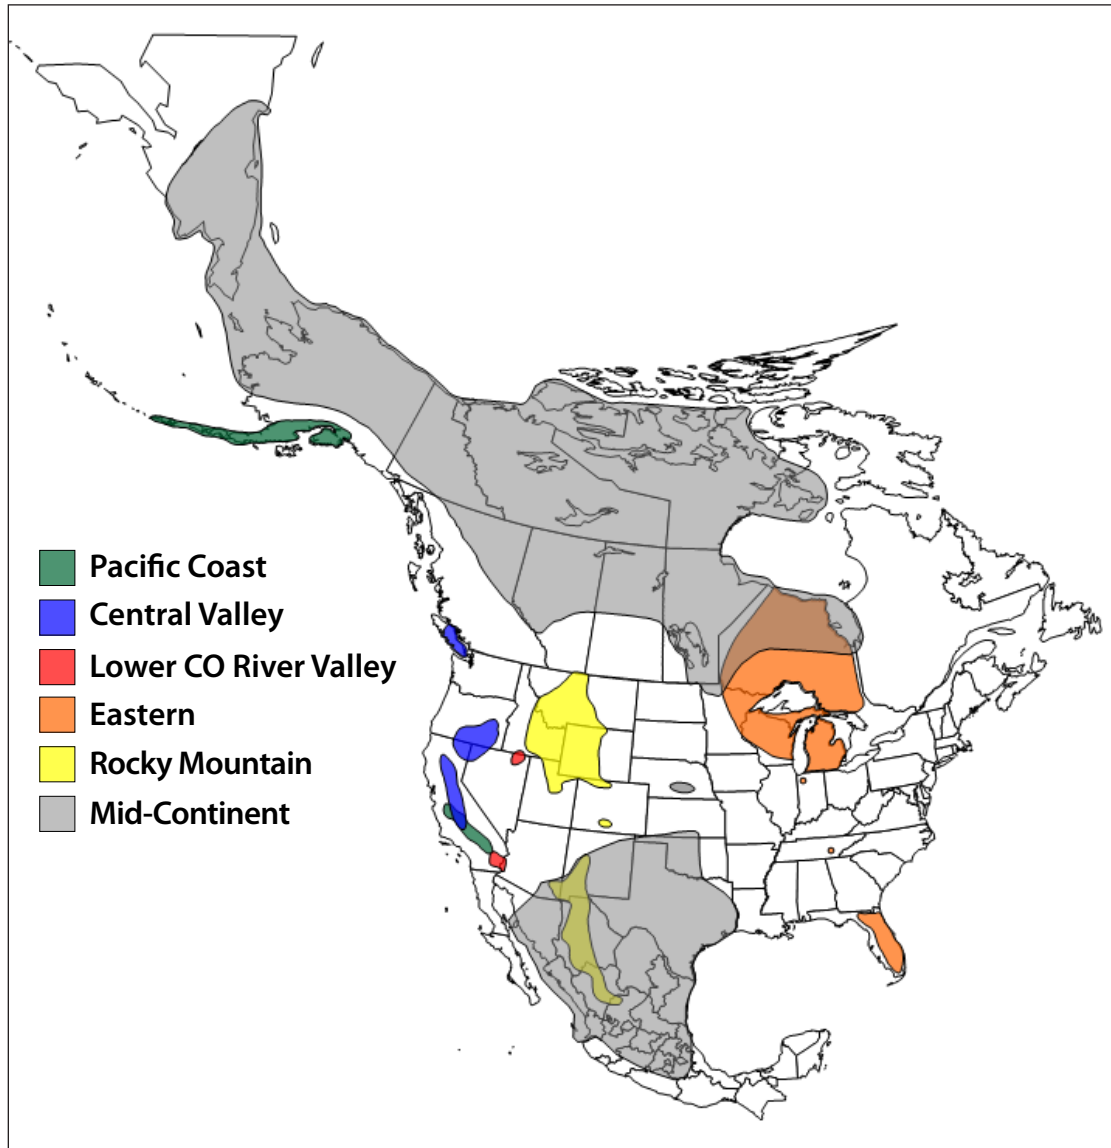 Pacific Coast
Central Valley
Lower CO River Valley
Eastern
Rocky Mountain
Mid-Continent